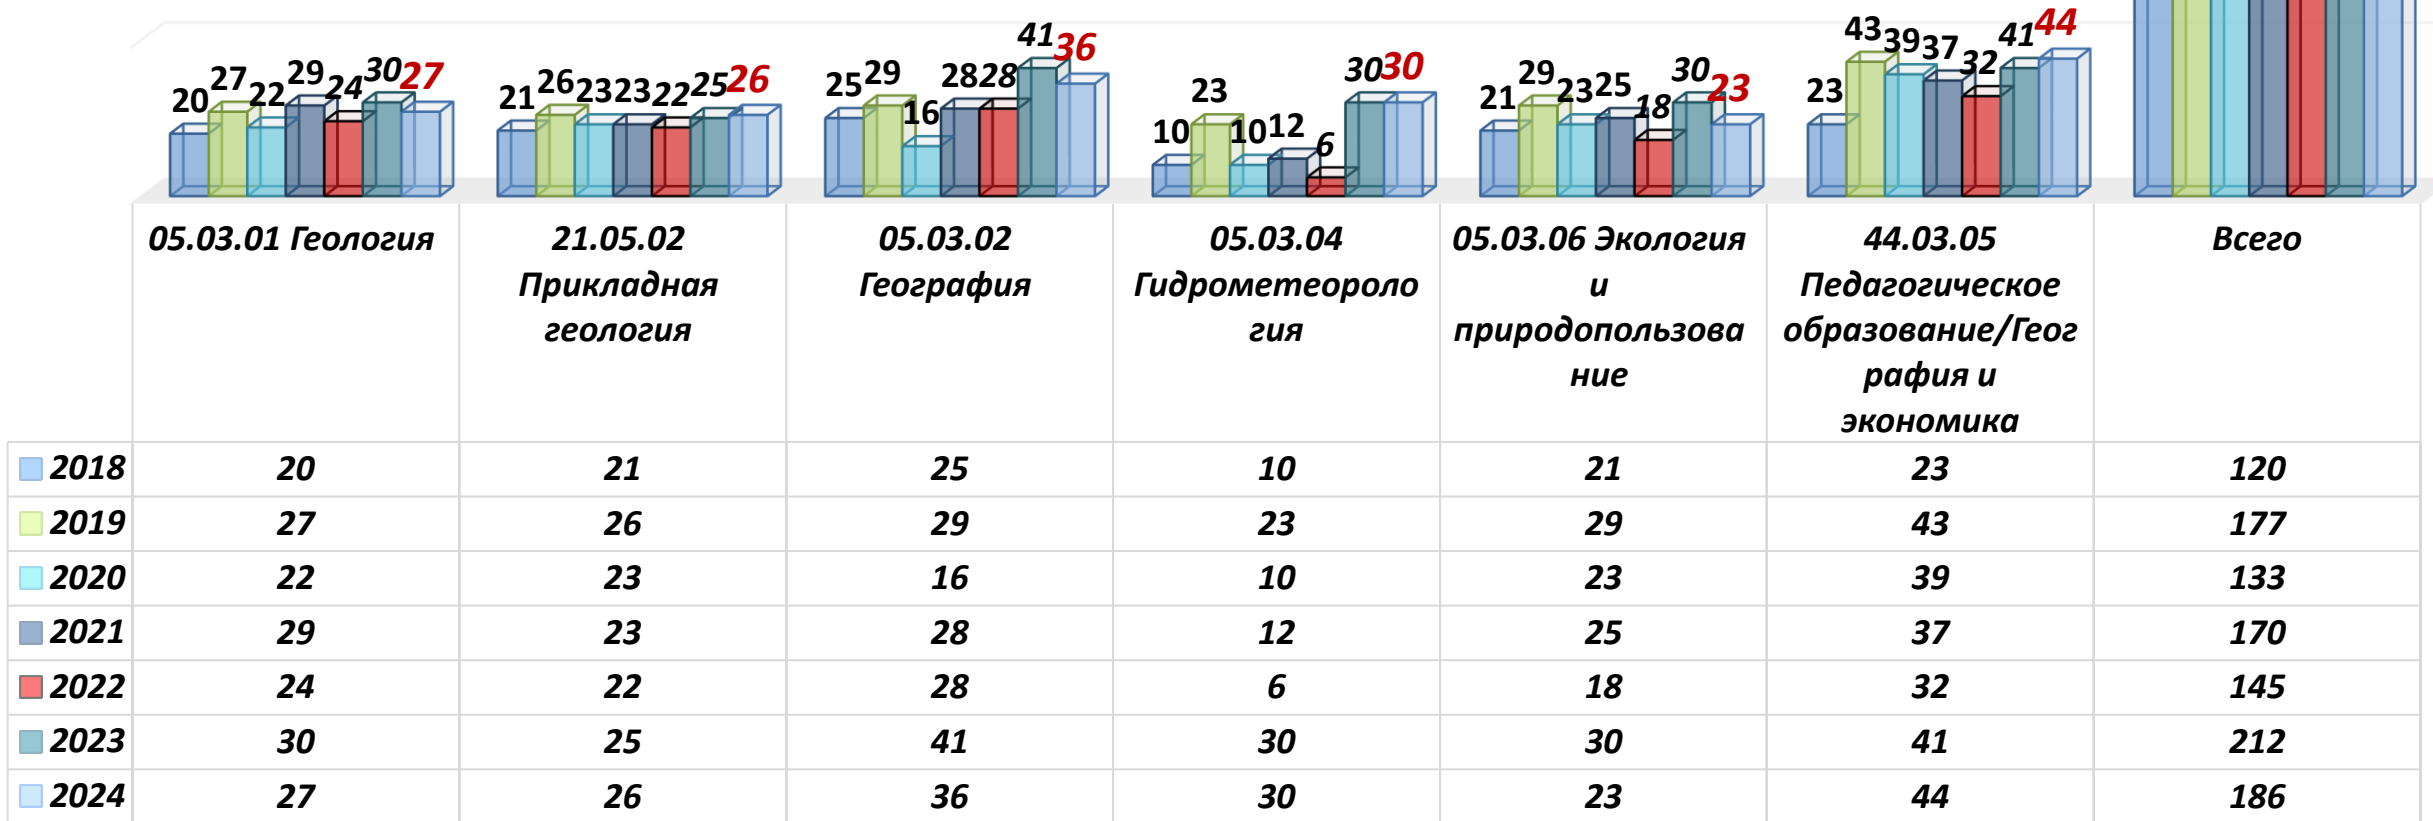 20 27 22 29 24 30 27
21 26 23 23 22 25 26
25 29 16 28 28 41 36
10 23 10 12 6 30 30
21 29 23 25 18 30 23
23 43 39 37 32 41 44
05.03.01 Геология
21.05.02
Прикладная
геология
05.03.02
География
05.03.04
Гидрометеороло
гия
05.03.06 Экология
и
природопользова
ние
44.03.05
Педагогическое
образование/Геог
рафия и
экономика
Всего
2018 20 21 25 10 21 23 120
2019 27 26 29 23 29 43 177
2020 22 23 16 10 23 39 133
2021 29 23 28 12 25 37 170
2022 24 22 28 6 18 32 145
2023 30 25 41 30 30 41 212
2024 27 26 36 30 23 44 186